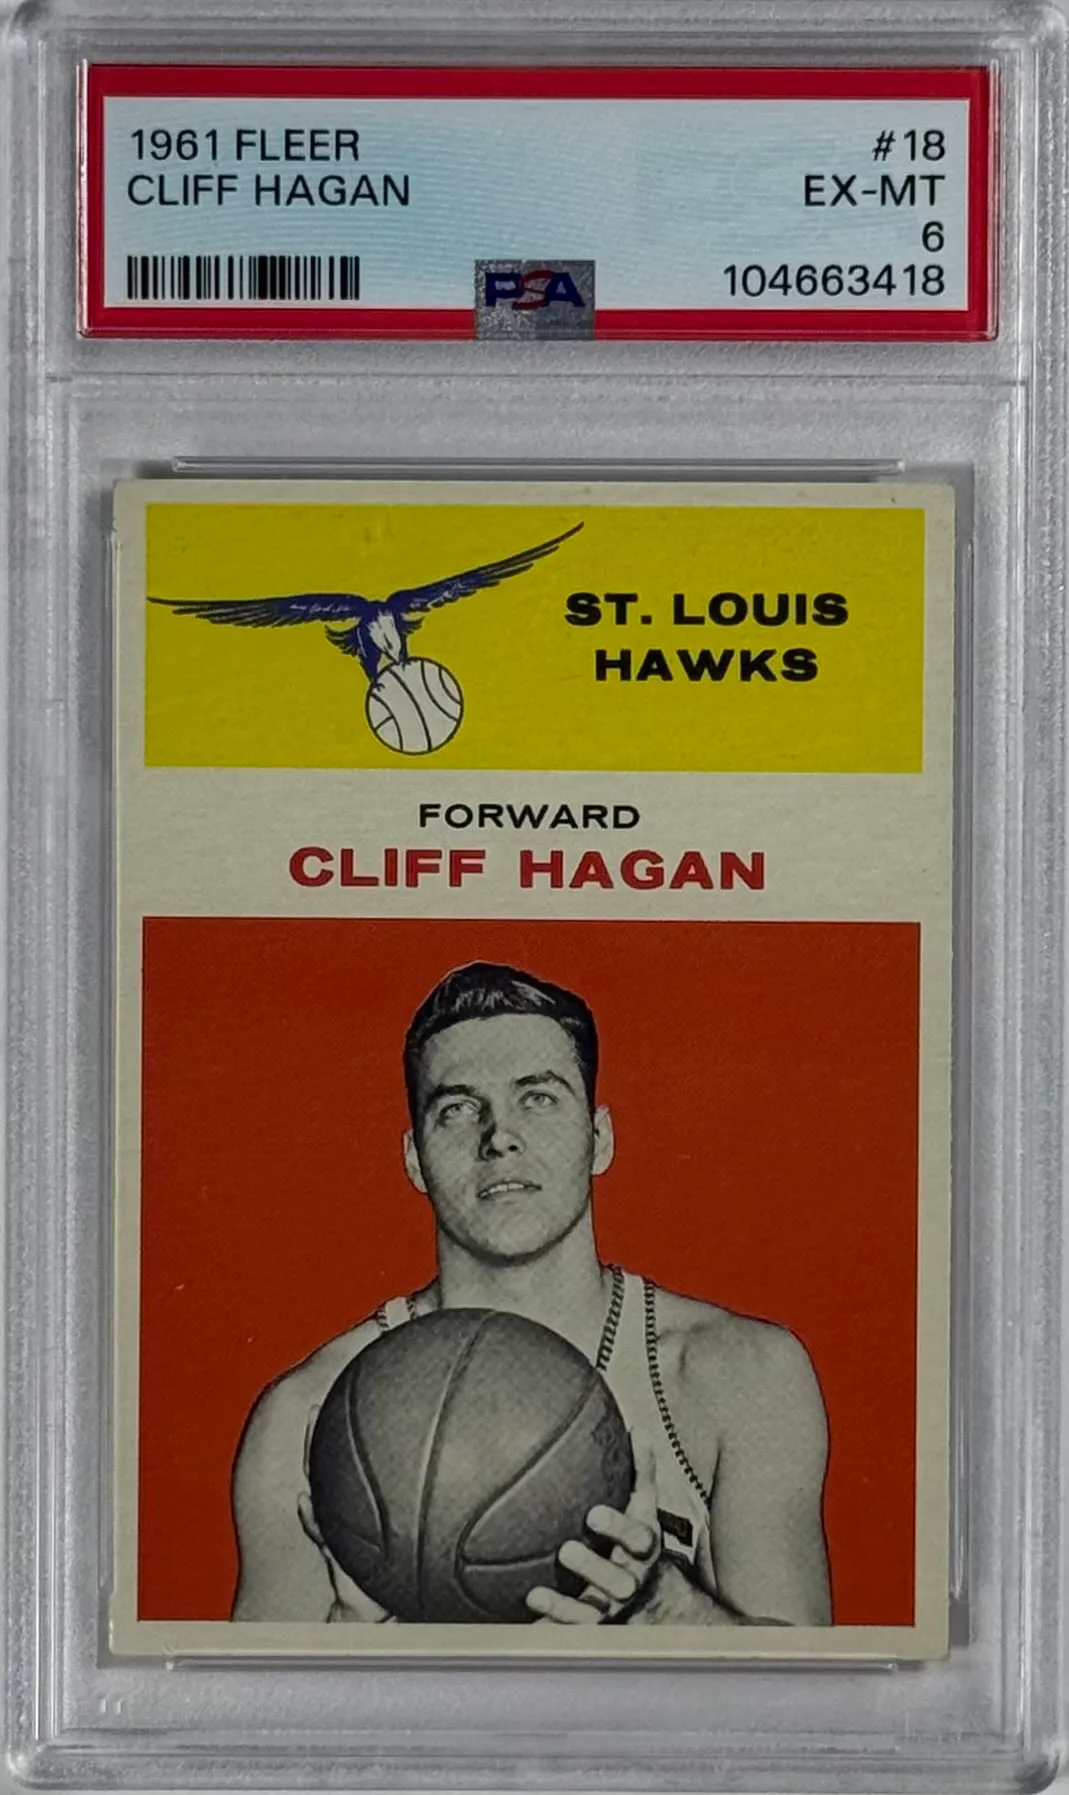 1961 FLEER #18
CLIFF HAGAN EX-MT
6
104663418
PSA
ST. LOUIS
HAWKS
FORWARD
CLIFF HAGAN